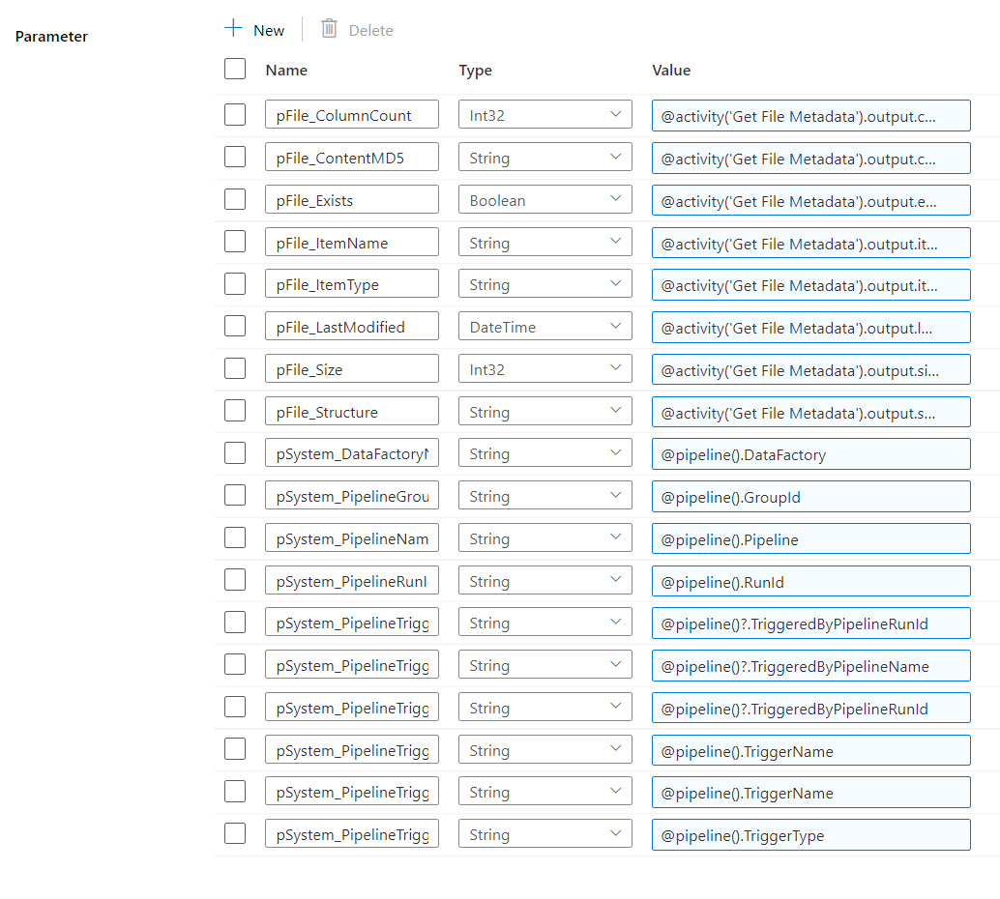 Parameter
New Delete
Name Type Value
pFile_ColumnCount Int32 @activity('Get File Metadata').output.c...
pFile_ContentMD5 String @activity('Get File Metadata').output.c...
pFile_Exists Boolean @activity('Get File Metadata').output.e...
pFile_ItemName String @activity('Get File Metadata').output.it...
pFile_ItemType String @activity('Get File Metadata').output.it...
pFile_LastModified DateTime @activity('Get File Metadata').output.l...
pFile_Size Int32 @activity('Get File Metadata').output.si...
pFile_Structure String @activity('Get File Metadata').output.s...
pSystem_DataFactoryN String @pipeline().DataFactory
pSystem_PipelineGrou String @pipeline().GroupId
pSystem_PipelineNam String @pipeline().Pipeline
pSystem_PipelineRunI String @pipeline().RunId
pSystem_PipelineTrigg String @pipeline()?.TriggeredByPipelineRunId
pSystem_PipelineTrigg String @pipeline()?.TriggeredByPipelineName
pSystem_PipelineTrigg String @pipeline()?.TriggeredByPipelineRunId
pSystem_PipelineTrigg String @pipeline().TriggerName
pSystem_PipelineTrigg String @pipeline().TriggerName
pSystem_PipelineTrigg String @pipeline().TriggerType